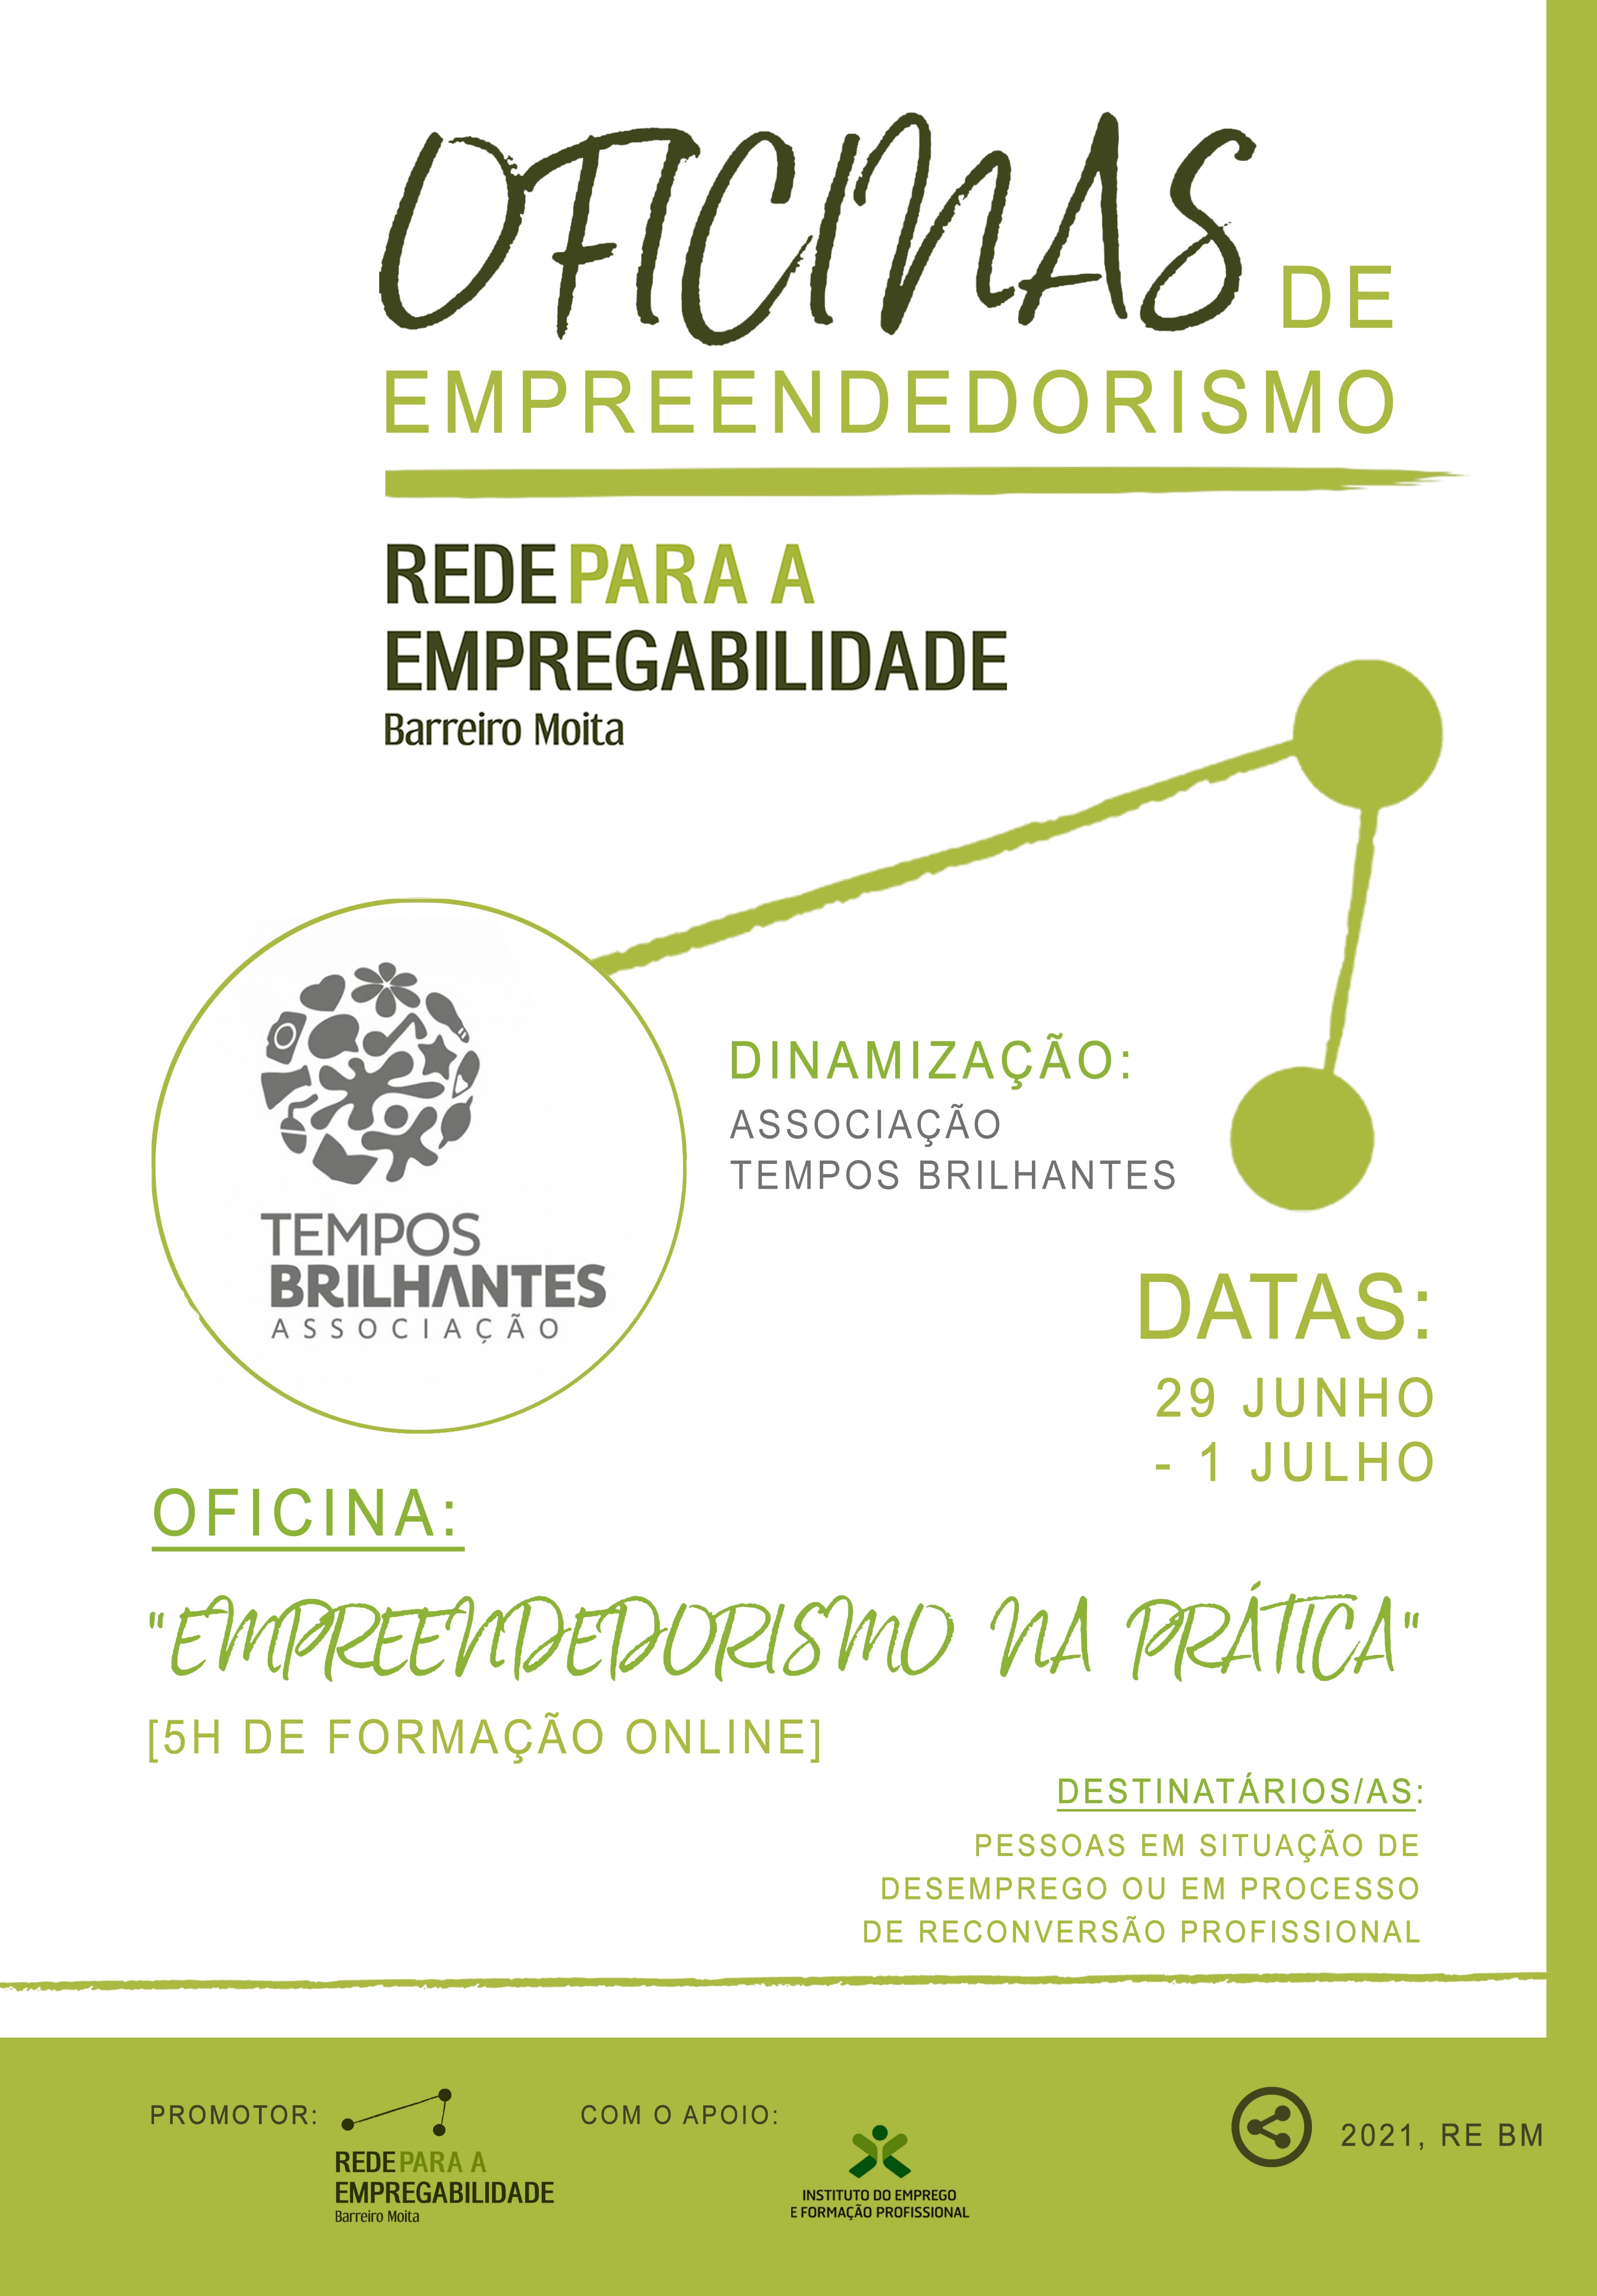 OFICINAS DE
EMPREENDEDORISMO
REDE PARA A
EMPREGABILIDADE
Barreiro Moita
TEMPOS
BRILHANTES
ASSOCIAÇÃO
DINAMIZAÇÃO:
ASSOCIAÇÃO
TEMPOS BRILHANTES
DATAS:
29 JUNHO
- 1 JULHO
OFICINA:
"EMPREENDEDORISMO NA PRÁTICA"
[5H DE FORMAÇÃO ONLINE]
DESTINATÁRIOS/AS:
PESSOAS EM SITUAÇÃO DE
DESEMPREGO OU EM PROCESSO
DE RECONVERSÃO PROFISSIONAL
PROMOTOR:
REDE PARA A
EMPREGABILIDADE
Barreiro Moita
COM O APOIO:
INSTITUTO DO EMPREGO
E FORMAÇÃO PROFISSIONAL
2021, RE BM